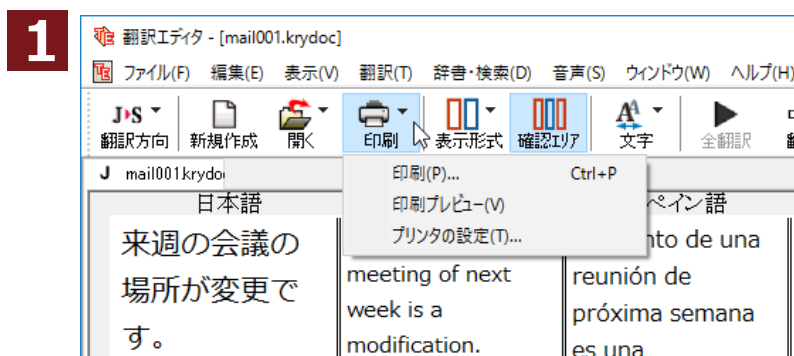 1
翻訳エディタ - [mail001.krydoc]
ファイル(F) 編集(E) 表示(V) 翻訳(T) 辞書・検索(D) 音声(S) ウィンドウ(W) ヘルプ(H)
J▸S
翻訳方向 新規作成 開く 印刷 表示形式 確認エリア 文字 全翻訳
J mail001.krydo
印刷(P)... Ctrl+P
印刷プレビュー(V)
プリンタの設定(T)...
日本語 ペイン語
来週の会議の
場所が変更で
す。
meeting of next
week is a
modification.
nto de una
reunión de
próxima semana
es una